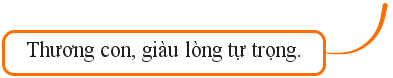 Thương con, giàu lòng tự trọng.